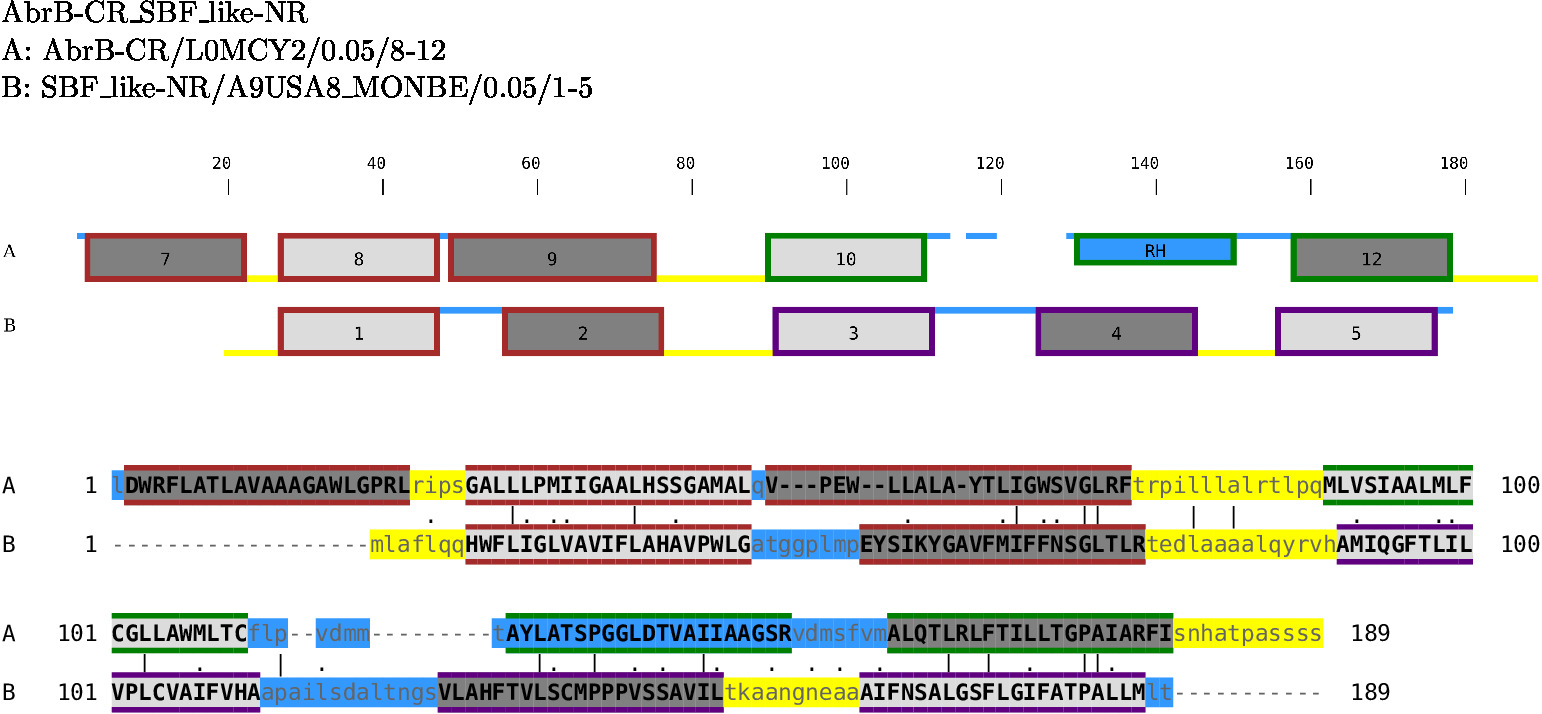 AbrB-CR_SBF_like-NR
A: AbrB-CR/L0MCY2/0.05/8-12
B: SBF_like-NR/A9USA8_MONBE/0.05/1-5
20 40 60 80 100 120 140 160 180
A 7 8 9 10 RH 12
B 1 2 3 4 5
A 1 lDWRFLATLAVAAAGAWLGPRLripsGALLLPMIIGAALHSSGAMALqV---PEW--LLALA-YTLIGWSVGLRFtrpilllalrtlpqMLVSIAALMLF 100
B 1 -------------------mlaflqqHWFLIGLVAVIFLAHAVPWLGatggplmpEYSIKYGAVFMIFFNSGLTLRtedlaaaalqyrvhAMIQGFTLIL 100
A 101 CGLLAWMLTCflp--vdmm---------tAYLATSPGGLDTVAIIAAGSRvdmsfvmALQTLRLFTILLTGPAIARFIsnhatpassss 189
B 101 VPLCVAIFVHAapailsdaltngsVLAHFTVLSCMPPPVSSAVILtkaangneaaAIFNSALGSFLGIFATPALLMlt----------- 189